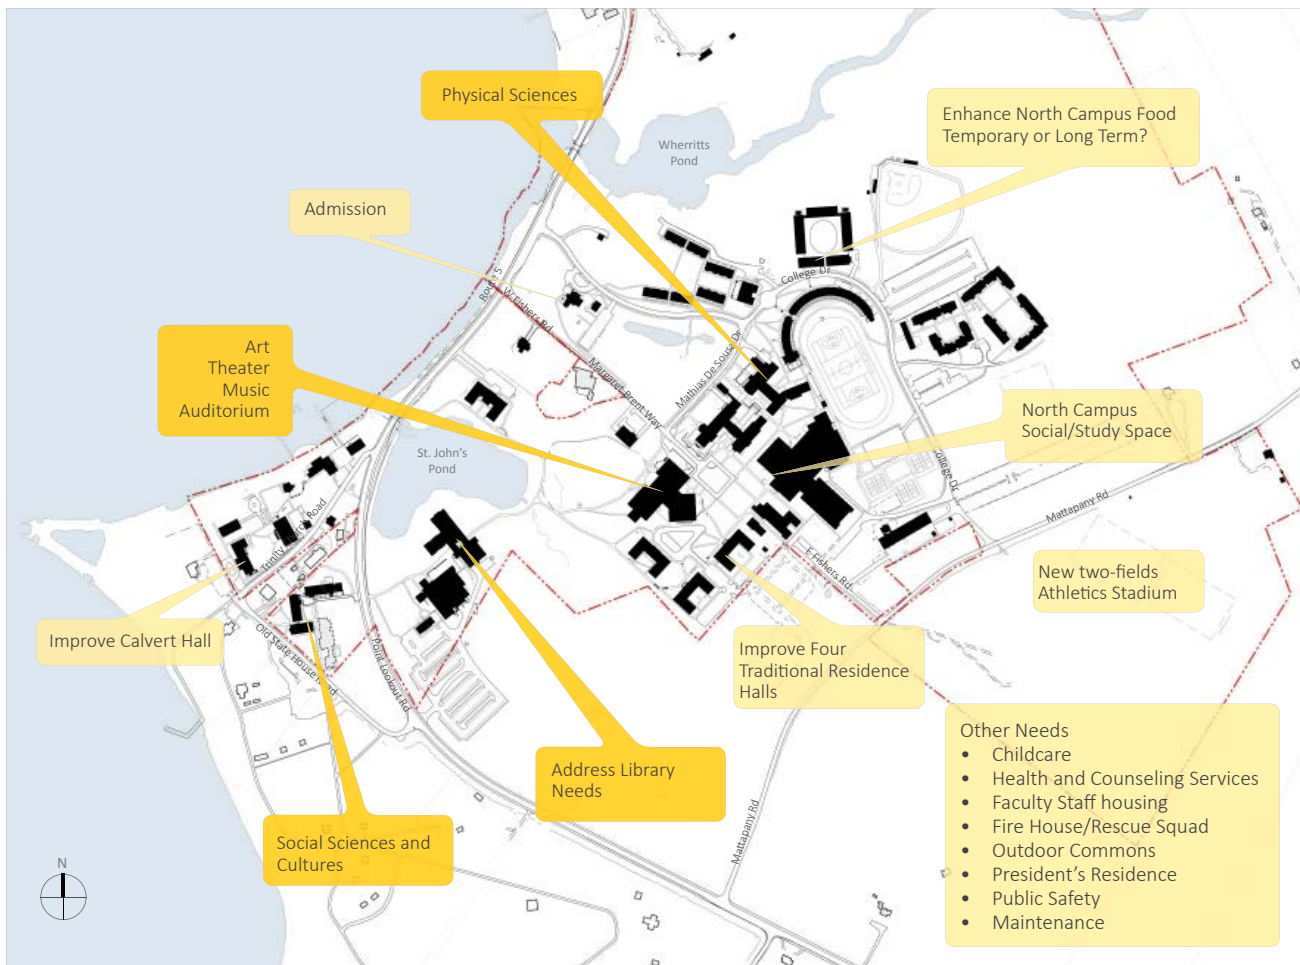 Physical Sciences
Enhance North Campus Food
Temporary or Long Term?
Wherritts
Pond
Admission
College Dr
Route 5
W Fishers Rd
Art
Theater
Music
Auditorium
Margaret Brent Way
Mathias De Sousa Dr
North Campus
Social/Study Space
St. John's
Pond
College Dr
Mattapany Rd
Trinity Church Road
E Fishers Rd
New two-fields
Athletics Stadium
Improve Calvert Hall
Old State House Road
Point Lookout Rd
Improve Four
Traditional Residence
Halls
Other Needs
• Childcare
• Health and Counseling Services
• Faculty Staff housing
• Fire House/Rescue Squad
• Outdoor Commons
• President's Residence
• Public Safety
• Maintenance
Address Library
Needs
Mattapany Rd
Social Sciences and
Cultures
N